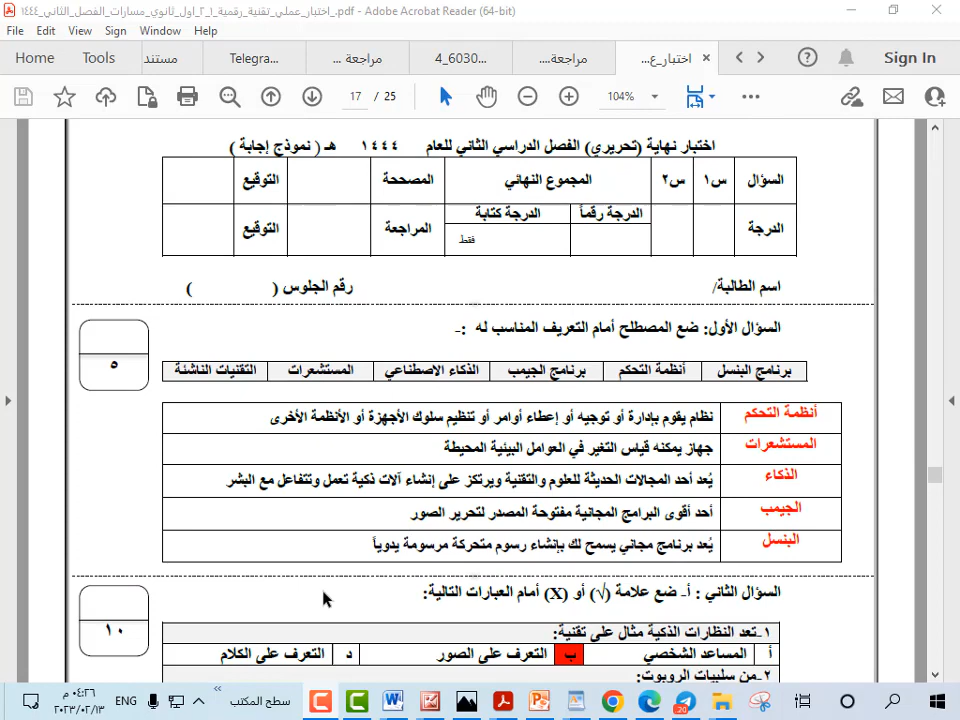 اختبار_عملي_تقنية_رقمية_١_٢_اول_ثانوي_مسارات_الفصل_الثاني_١٤٤٤_.pdf - Adobe Acrobat Reader (64-bit)
File Edit View Sign Window Help
Home Tools مستند Telegra... مراجعة ... 4_6030... مراجعة.... اختبار_ع... Sign In
17 / 25 104%
اختبار نهاية (تحريري) الفصل الدراسي الثاني للعام ١٤٤٤ هـ ( نموذج إجابة )
السؤال س١ س٢ المجموع النهائي المصححة التوقيع
الدرجة الدرجة رقماً الدرجة كتابة المراجعة التوقيع
فقط
اسم الطالبة/ رقم الجلوس ( )
السؤال الأول: ضع المصطلح أمام التعريف المناسب له :-
٥
برنامج البنسل أنظمة التحكم برنامج الجيمب الذكاء الاصطناعي المستشعرات التقنيات الناشئة
أنظمة التحكم نظام يقوم بإدارة أو توجيه أو إعطاء أوامر أو تنظيم سلوك الأجهزة أو الأنظمة الأخرى
المستشعرات جهاز يمكنه قياس التغير في العوامل البيئية المحيطة
الذكاء يُعد أحد المجالات الحديثة للعلوم والتقنية ويرتكز على إنشاء آلات ذكية تعمل وتتفاعل مع البشر
الجيمب أحد أقوى البرامج المجانية مفتوحة المصدر لتحرير الصور
البنسل يُعد برنامج مجاني يسمح لك بإنشاء رسوم متحركة مرسومة يدوياً
السؤال الثاني : أ- ضع علامة (√) أو (X) أمام العبارات التالية:
١٠
١-تعد النظارات الذكية مثال على تقنية:
أ المساعد الشخصي ب التعرف على الصور د التعرف على الكلام
٢-من سلبيات الروبوت:
٠٤:٢٦ م
٢٠٢٣/٠٢/١٣
ENG
سطح المكتب
20